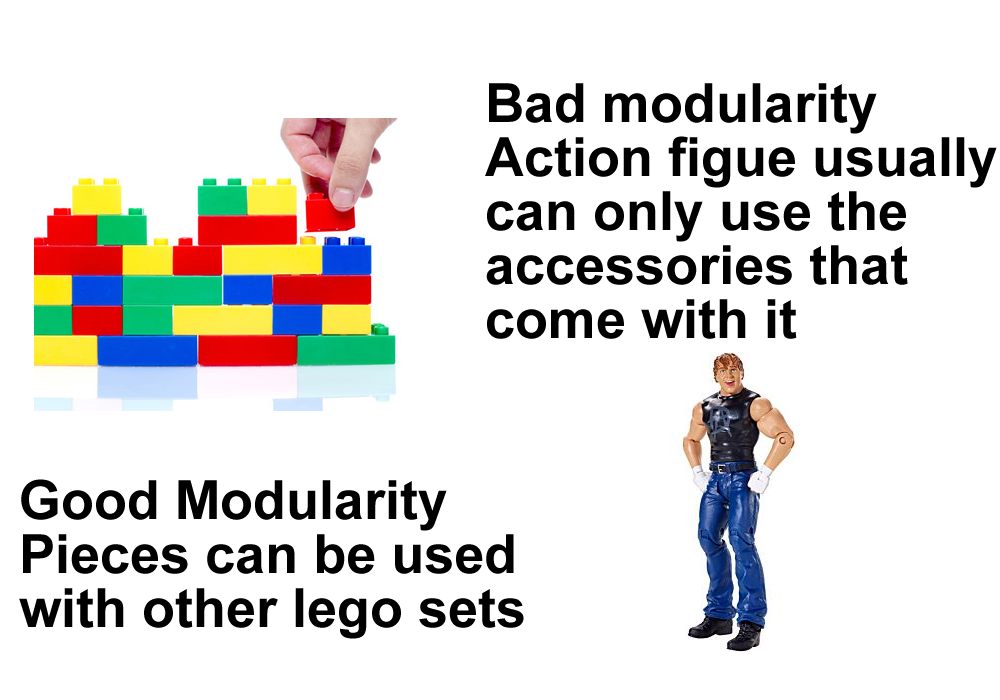 Bad modularity
Action figue usually
can only use the
accessories that
come with it
Good Modularity
Pieces can be used
with other lego sets